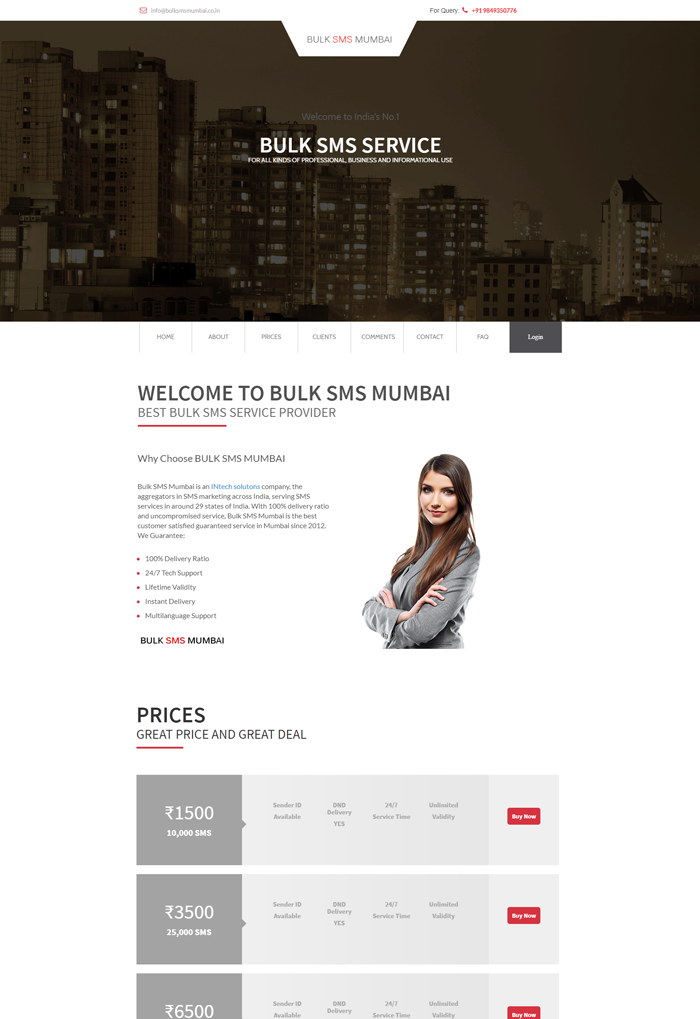 info@bulksmsmumbai.co.in
For Query: +91 9849350776
BULK SMS MUMBAI
Welcome to India's No.1
BULK SMS SERVICE
FOR ALL KINDS OF PROFESSIONAL, BUSINESS AND INFORMATIONAL USE
HOME
ABOUT
PRICES
CLIENTS
COMMENTS
CONTACT
FAQ
Login
WELCOME TO BULK SMS MUMBAI
BEST BULK SMS SERVICE PROVIDER
Why Choose BULK SMS MUMBAI
Bulk SMS Mumbai is an INtech solutons company, the
aggregators in SMS marketing across India, serving SMS
services in around 29 states of India. With 100% delivery ratio
and uncompromised service, Bulk SMS Mumbai is the best
customer satisfied guaranteed service in Mumbai since 2012.
We Guarantee:
100% Delivery Ratio
24/7 Tech Support
Lifetime Validity
Instant Delivery
Multilanguage Support
BULK SMS MUMBAI
PRICES
GREAT PRICE AND GREAT DEAL
₹1500
10,000 SMS
Sender ID
Available
DND
Delivery
YES
24/7
Service Time
Unlimited
Validity
Buy Now
₹3500
25,000 SMS
Sender ID
Available
DND
Delivery
YES
24/7
Service Time
Unlimited
Validity
Buy Now
₹6500
Sender ID
Available
DND
Delivery
24/7
Service Time
Unlimited
Validity
Buy Now